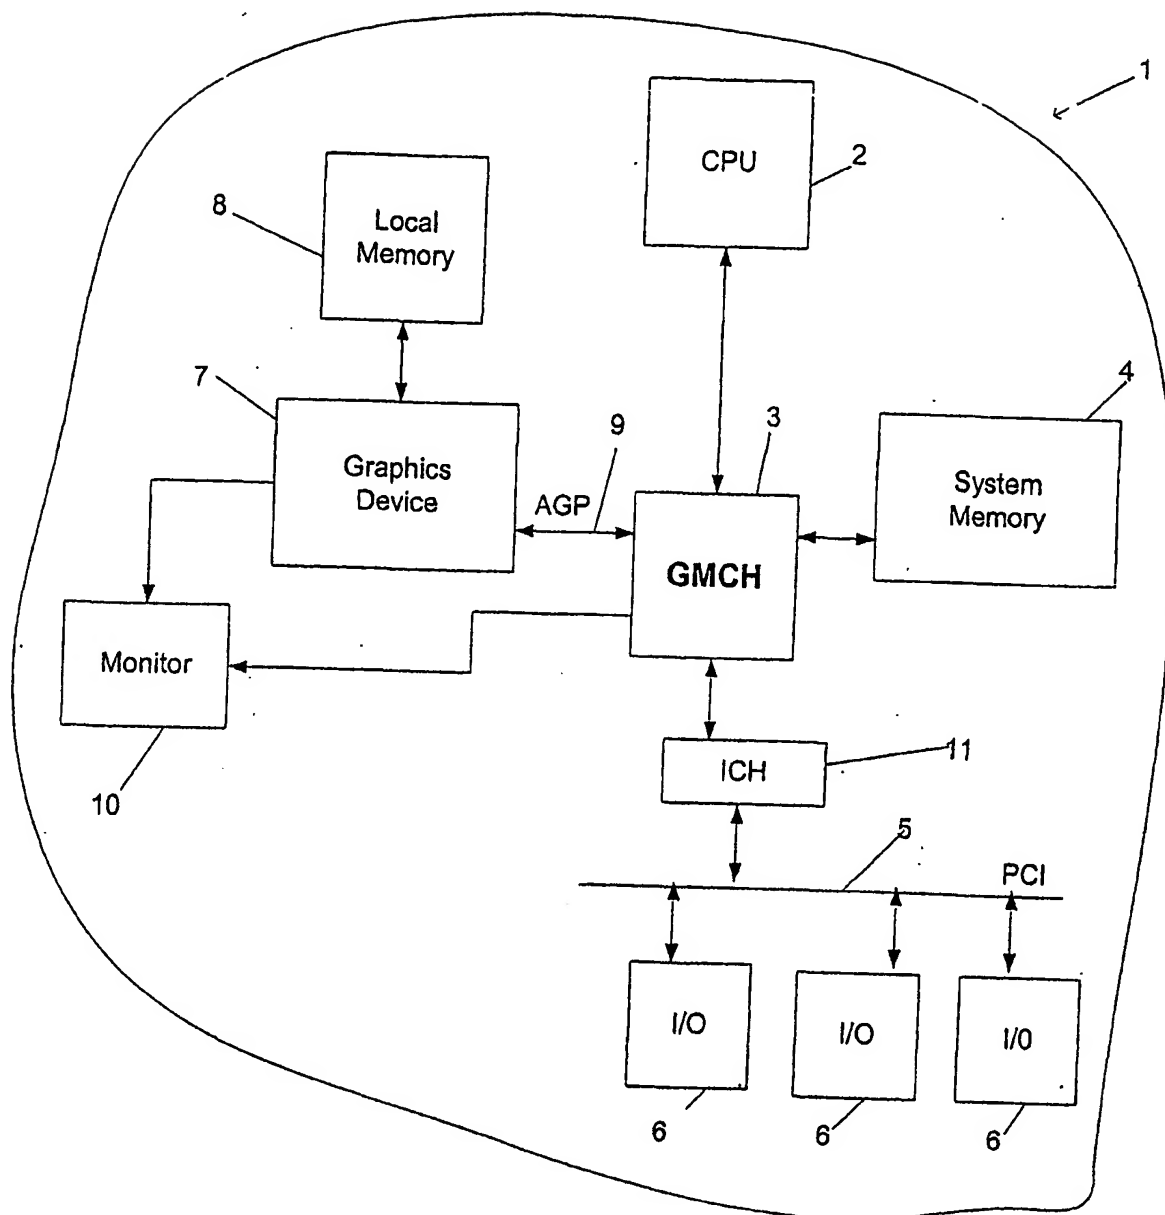 1
CPU
2
8
Local
Memory
7
9
3
4
Graphics
Device
AGP
System
Memory
GMCH
Monitor
10
ICH
11
5
PCI
I/O
I/O
I/0
6
6
6